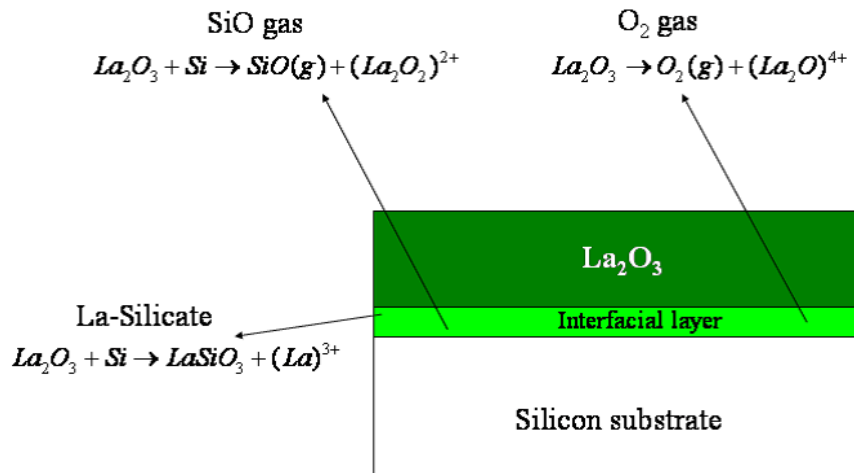 SiO gas
La₂O₃ + Si → SiO(g) + (La₂O₂)²⁺
O₂ gas
La₂O₃ → O₂(g) + (La₂O)⁴⁺
La₂O₃
Interfacial layer
La-Silicate
La₂O₃ + Si → LaSiO₃ + (La)³⁺
Silicon substrate